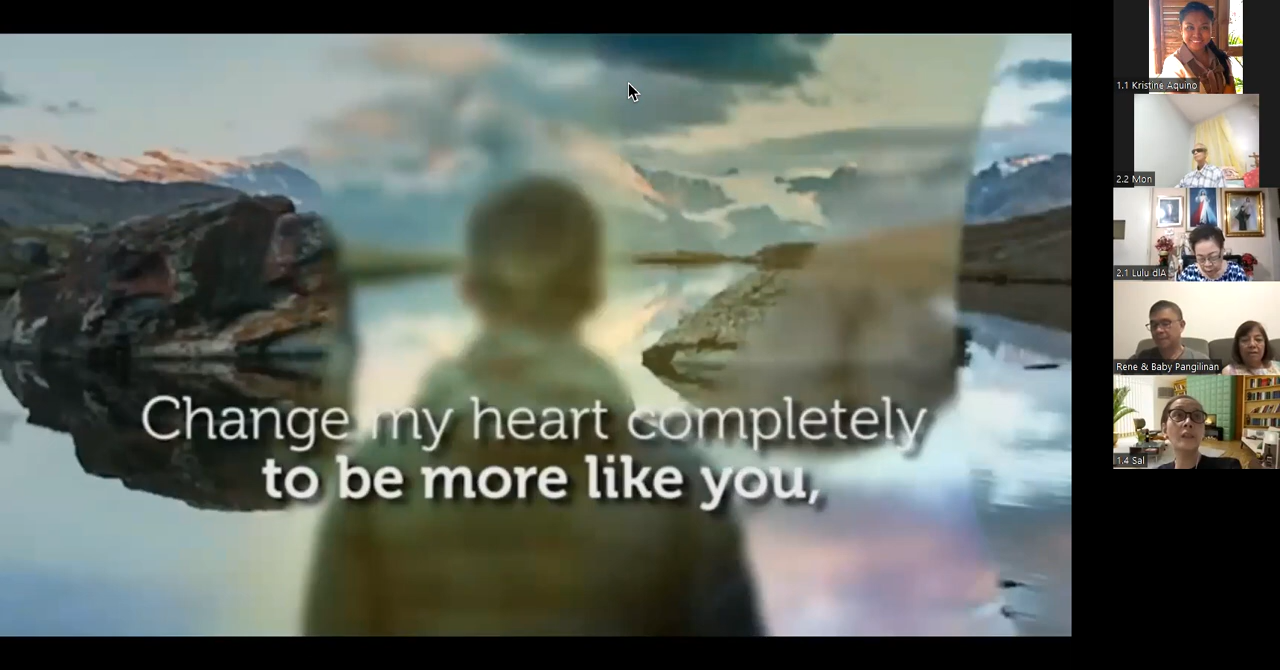 Change my heart completely
to be more like you,
1.1 Kristine Aquino
2.2 Mon
2.1 Lulu dlA
Rene & Baby Pangilinan
1.4 Sal